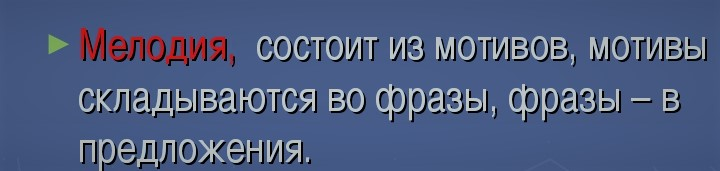 Мелодия, состоит из мотивов, мотивы
складываются во фразы, фразы – в
предложения.